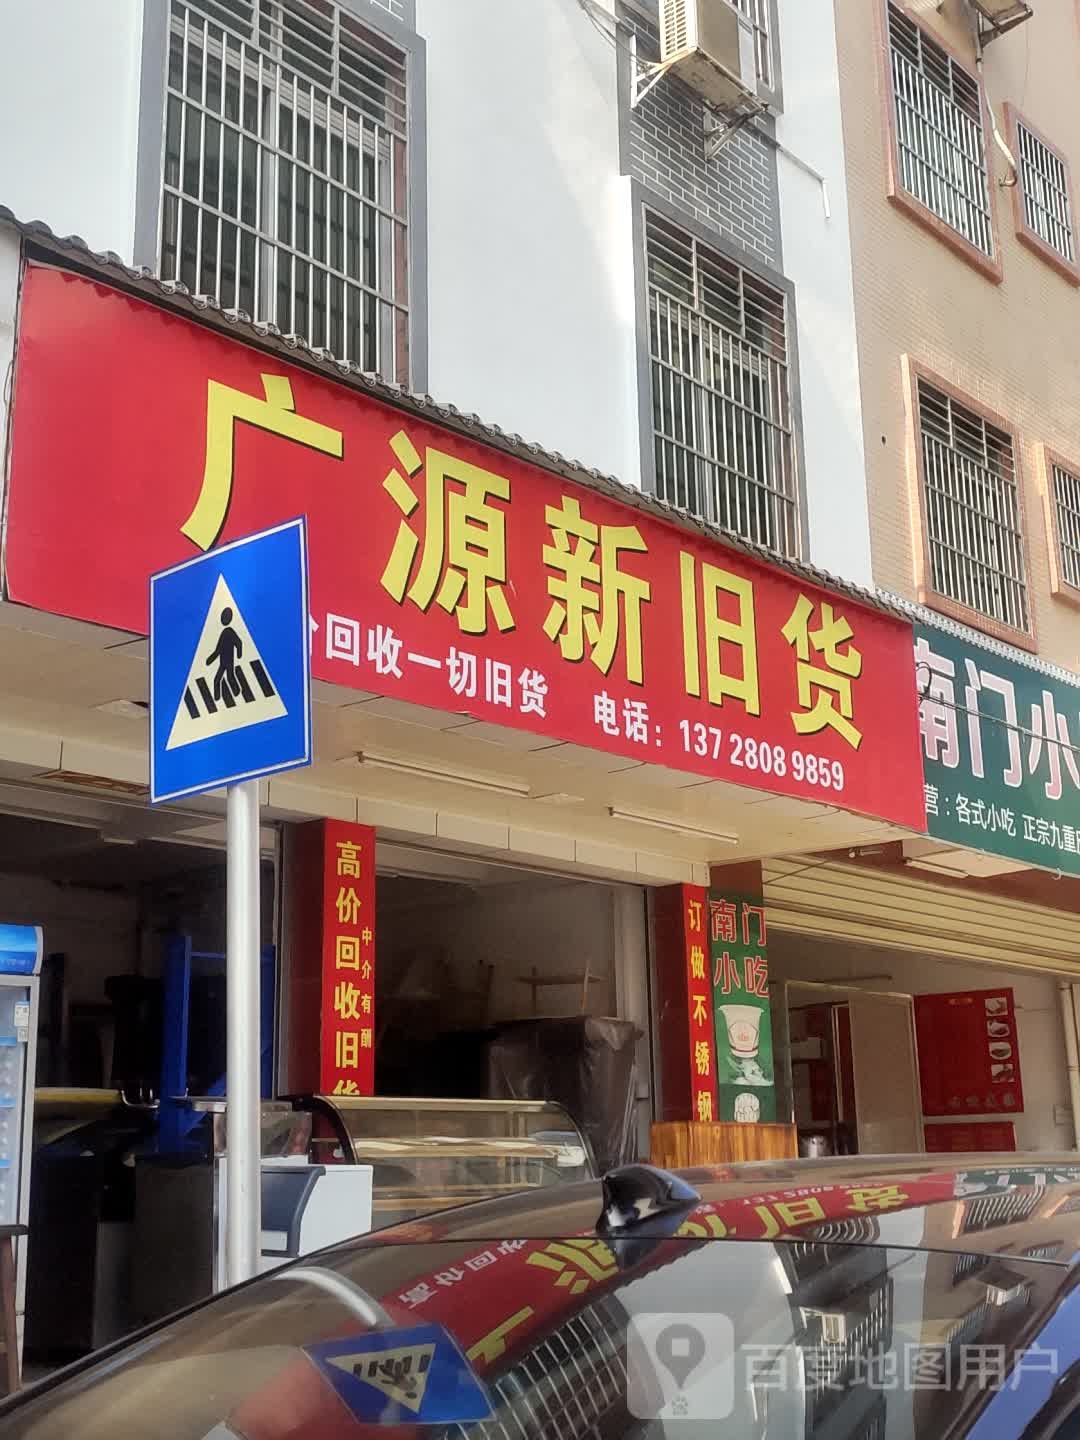 广源新旧货
价回收一切旧货 电话：137 2808 9859
南门小
营：各式小吃 正宗九重
高价回收旧货
中介有酬
订做不锈钢
南门
小吃
百度地图用户